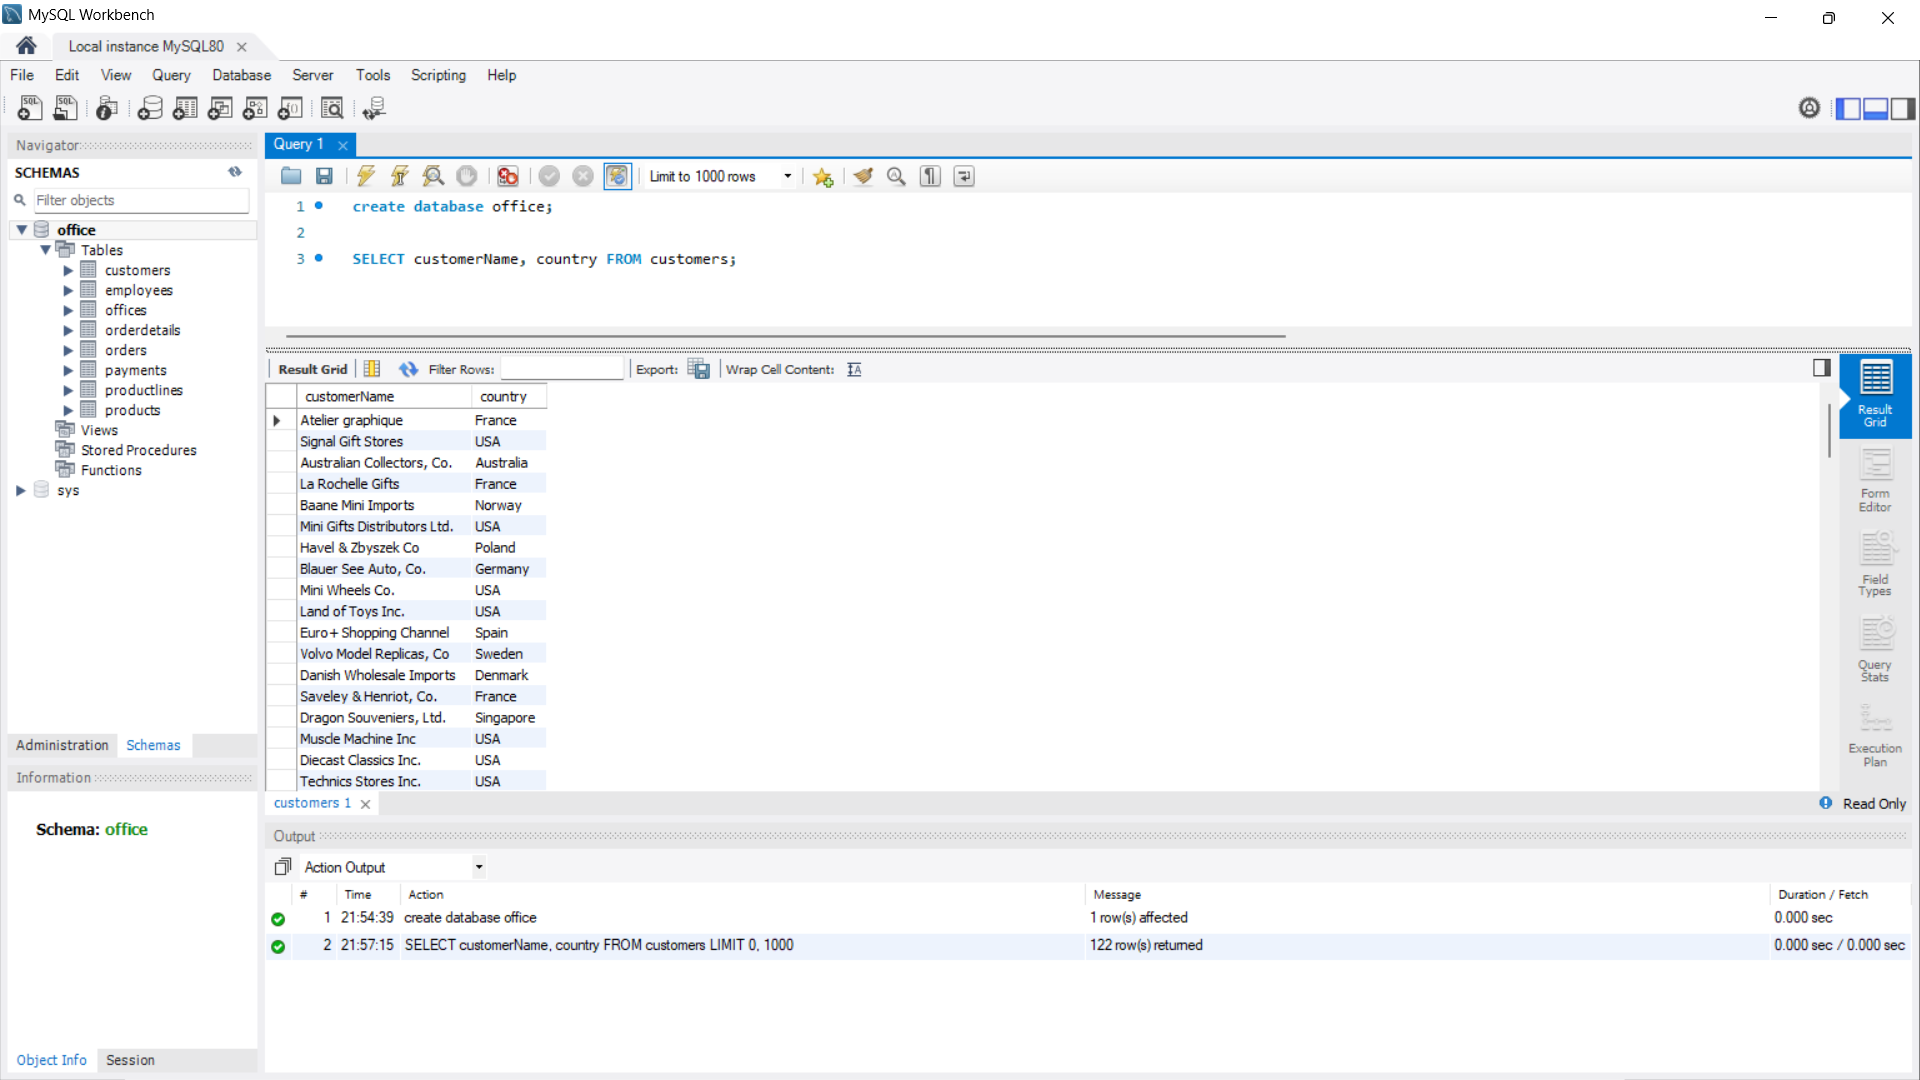 MySQL Workbench
Local instance MySQL80
File Edit View Query Database Server Tools Scripting Help
Navigator
SCHEMAS
Filter objects
office
Tables
customers
employees
offices
orderdetails
orders
payments
productlines
products
Views
Stored Procedures
Functions
sys
Administration Schemas
Information
Schema: office
Object Info Session
Query 1
Limit to 1000 rows
1 create database office;
2
3 SELECT customerName, country FROM customers;
Result Grid Filter Rows: Export: Wrap Cell Content:
customerName country
Atelier graphique France
Signal Gift Stores USA
Australian Collectors, Co. Australia
La Rochelle Gifts France
Baane Mini Imports Norway
Mini Gifts Distributors Ltd. USA
Havel & Zbyszek Co Poland
Blauer See Auto, Co. Germany
Mini Wheels Co. USA
Land of Toys Inc. USA
Euro+ Shopping Channel Spain
Volvo Model Replicas, Co Sweden
Danish Wholesale Imports Denmark
Saveley & Henriot, Co. France
Dragon Souveniers, Ltd. Singapore
Muscle Machine Inc USA
Diecast Classics Inc. USA
Technics Stores Inc. USA
Result
Grid
Form
Editor
Field
Types
Query
Stats
Execution
Plan
customers 1
Read Only
Output
Action Output
# Time Action Message Duration / Fetch
1 21:54:39 create database office 1 row(s) affected 0.000 sec
2 21:57:15 SELECT customerName, country FROM customers LIMIT 0, 1000 122 row(s) returned 0.000 sec / 0.000 sec